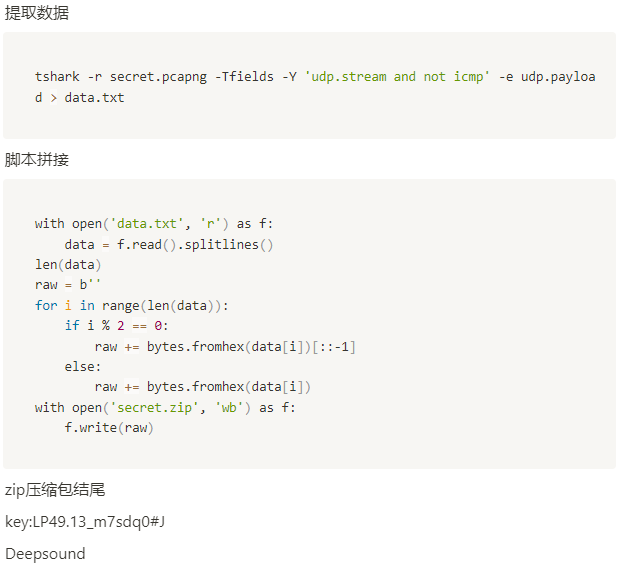 提取数据
tshark -r secret.pcapng -Tfields -Y 'udp.stream and not icmp' -e udp.payloa
d > data.txt
脚本拼接
with open('data.txt', 'r') as f:
    data = f.read().splitlines()
len(data)
raw = b''
for i in range(len(data)):
    if i % 2 == 0:
        raw += bytes.fromhex(data[i])[::-1]
    else:
        raw += bytes.fromhex(data[i])
with open('secret.zip', 'wb') as f:
    f.write(raw)
zip压缩包结尾
key:LP49.13_m7sdq0#J
Deepsound